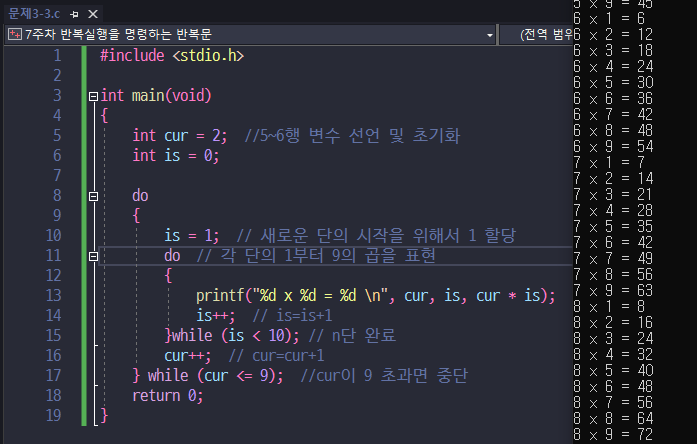 문제3-3.c
7주차 반복실행을 명령하는 반복문
(전역 범위
1 #include <stdio.h>
2
3 int main(void)
4 {
5 int cur = 2; //5~6행 변수 선언 및 초기화
6 int is = 0;
7
8 do
9 {
10 is = 1; // 새로운 단의 시작을 위해서 1 할당
11 do // 각 단의 1부터 9의 곱을 표현
12 {
13 printf("%d x %d = %d \n", cur, is, cur * is);
14 is++; // is=is+1
15 }while (is < 10); // n단 완료
16 cur++; // cur=cur+1
17 } while (cur <= 9); //cur이 9 초과면 중단
18 return 0;
19 }
5 x 9 = 45
6 x 1 = 6
6 x 2 = 12
6 x 3 = 18
6 x 4 = 24
6 x 5 = 30
6 x 6 = 36
6 x 7 = 42
6 x 8 = 48
6 x 9 = 54
7 x 1 = 7
7 x 2 = 14
7 x 3 = 21
7 x 4 = 28
7 x 5 = 35
7 x 6 = 42
7 x 7 = 49
7 x 8 = 56
7 x 9 = 63
8 x 1 = 8
8 x 2 = 16
8 x 3 = 24
8 x 4 = 32
8 x 5 = 40
8 x 6 = 48
8 x 7 = 56
8 x 8 = 64
8 x 9 = 72